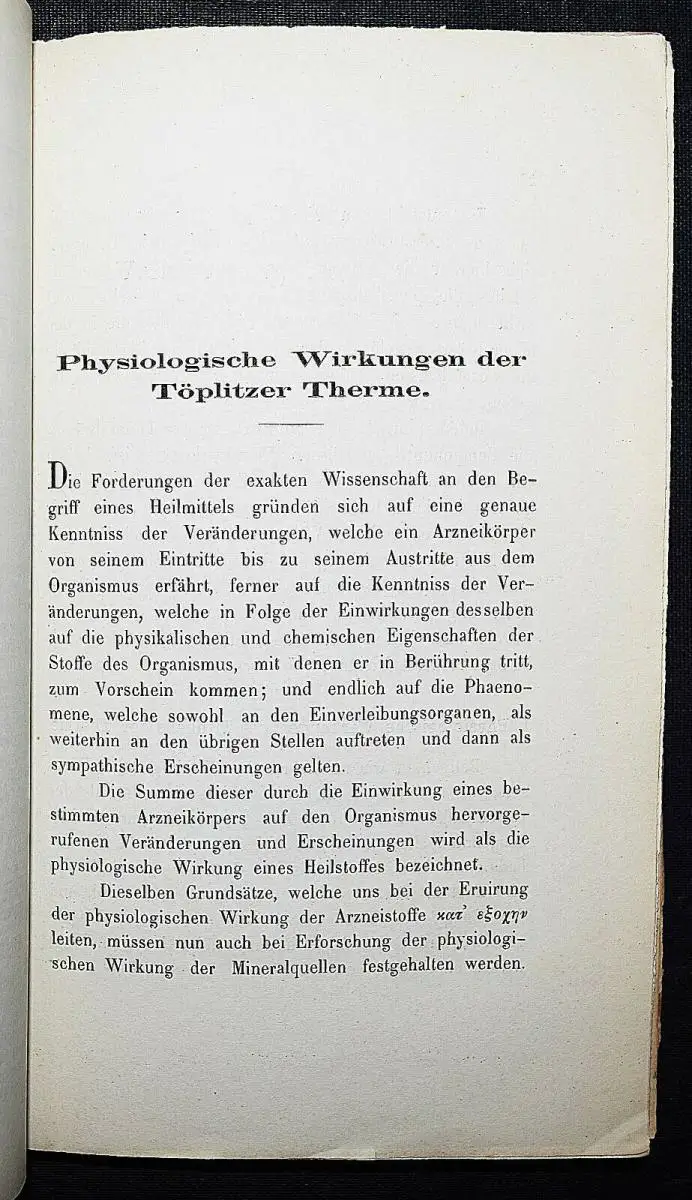 Physiologische Wirkungen der
Töplitzer Therme.
Die Forderungen der exakten Wissenschaft an den Be-
griff eines Heilmittels gründen sich auf eine genaue
Kenntniss der Veränderungen, welche ein Arzneikörper
von seinem Eintritte bis zu seinem Austritte aus dem
Organismus erfährt, ferner auf die Kenntniss der Ver-
änderungen, welche in Folge der Einwirkungen desselben
auf die physikalischen und chemischen Eigenschaften der
Stoffe des Organismus, mit denen er in Berührung tritt,
zum Vorschein kommen; und endlich auf die Phaeno-
mene, welche sowohl an den Einverleibungsorganen, als
weiterhin an den übrigen Stellen auftreten und dann als
sympathische Erscheinungen gelten.
Die Summe dieser durch die Einwirkung eines be-
stimmten Arzneikörpers auf den Organismus hervorge-
rufenen Veränderungen und Erscheinungen wird als die
physiologische Wirkung eines Heilstoffes bezeichnet.
Dieselben Grundsätze, welche uns bei der Eruirung
der physiologischen Wirkung der Arzneistoffe κατ' εξοχην
leiten, müssen nun auch bei Erforschung der physiologi-
schen Wirkung der Mineralquellen festgehalten werden.